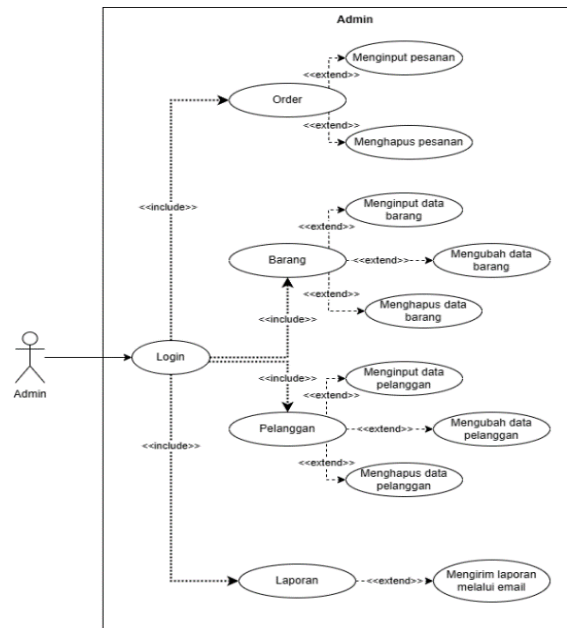 Admin
Menginput pesanan
<<extend>>
Order
<<extend>>
Menghapus pesanan
<<include>>
Menginput data
barang
<<extend>>
Barang
<<extend>>
Mengubah data
barang
<<extend>>
Menghapus data
barang
<<include>>
Login
Admin
<<include>>
Menginput data
pelanggan
<<extend>>
Pelanggan
<<extend>>
Mengubah data
pelanggan
<<include>>
<<extend>>
Menghapus data
pelanggan
Laporan
<<extend>>
Mengirim laporan
melalui email